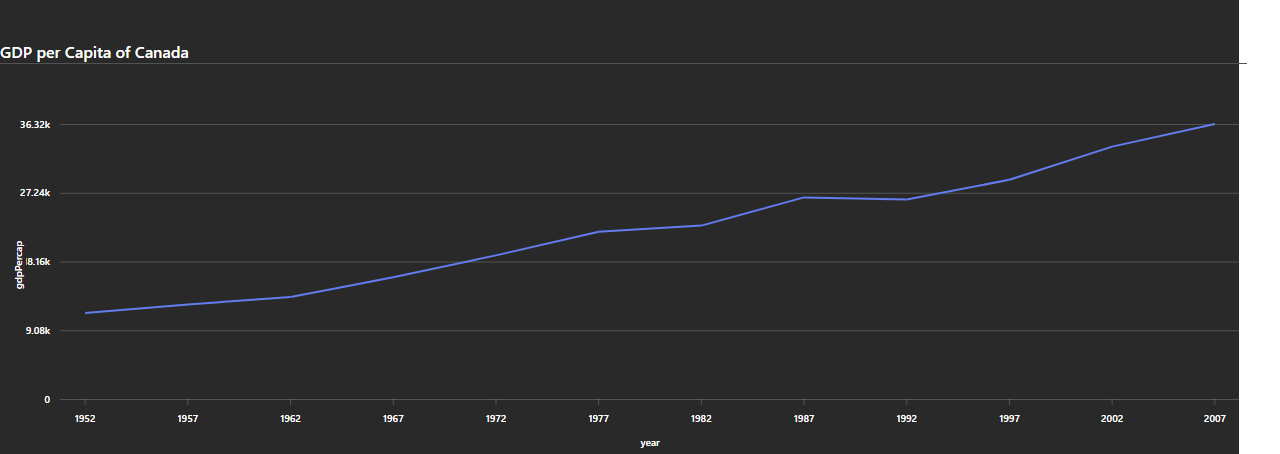 GDP per Capita of Canada
36.32k
27.24k
18.16k
9.08k
0
gdpPercap
1952 1957 1962 1967 1972 1977 1982 1987 1992 1997 2002 2007
year